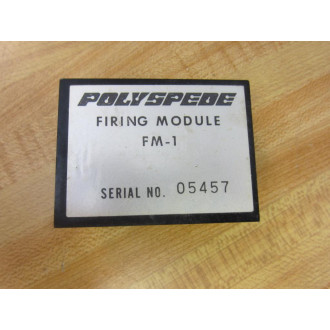 POLYSPEDE
FIRING MODULE
FM-1
SERIAL NO. 05457